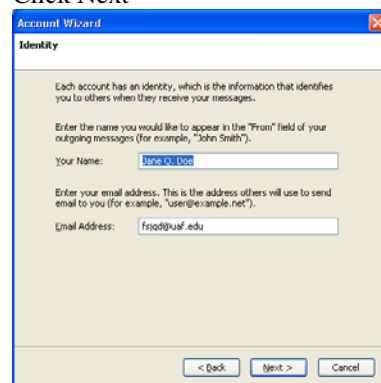 Click Next
Account Wizard
Identity
Each account has an identity, which is the information that identifies
you to others when they receive your messages.
Enter the name you would like to appear in the "From" field of your
outgoing messages (for example, "John Smith").
Your Name: Jane Q. Doe
Enter your email address. This is the address others will use to send
email to you (for example, "user@example.net").
Email Address: fsjqd@uaf.edu
< Back Next > Cancel